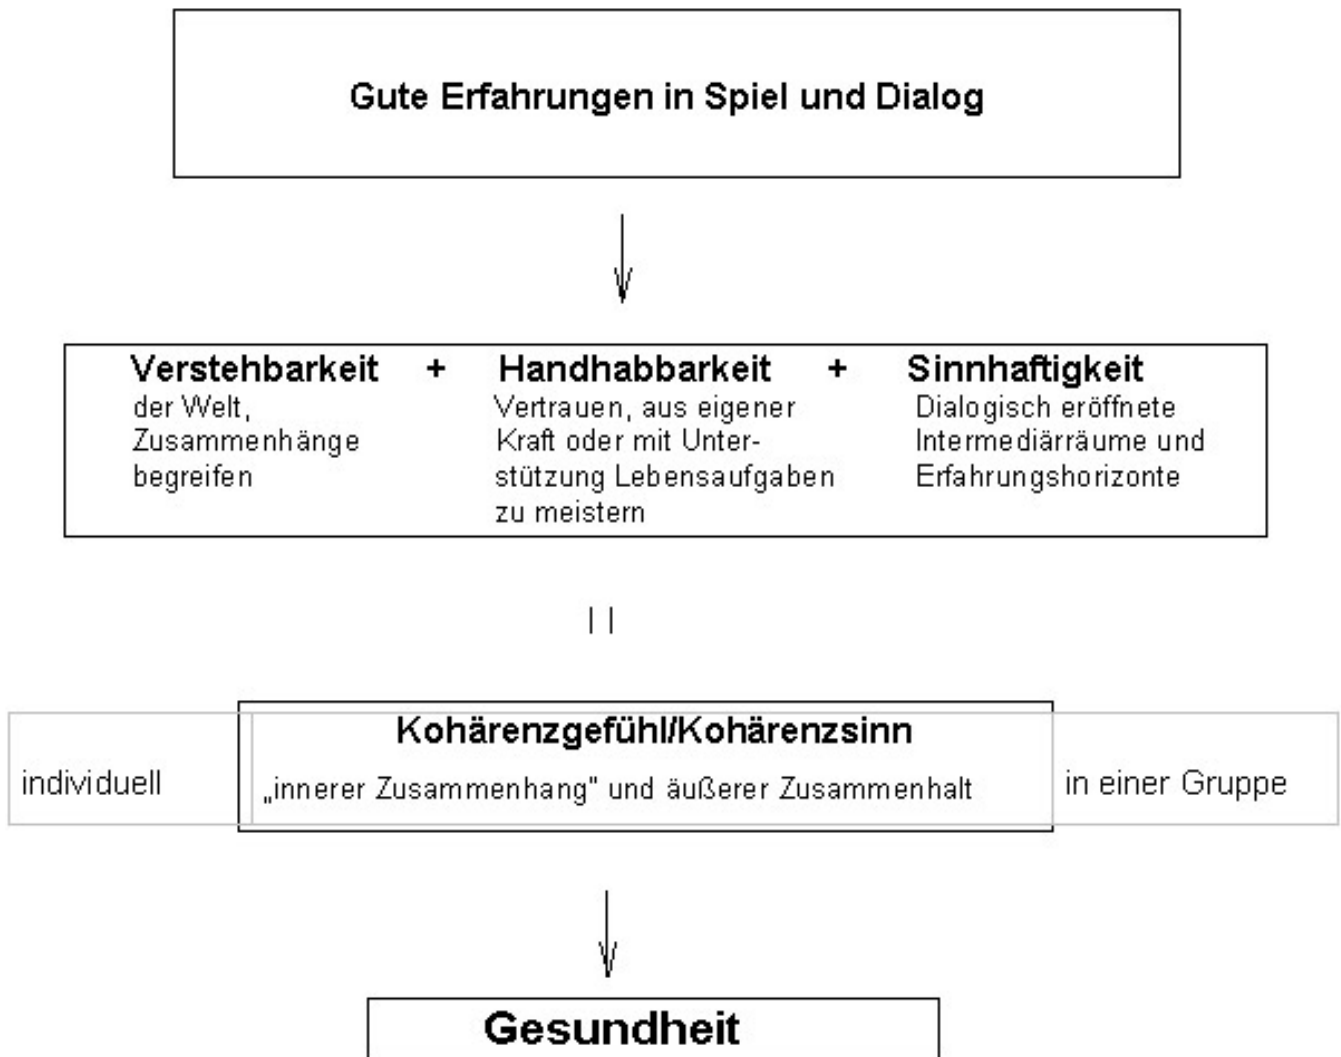 Gute Erfahrungen in Spiel und Dialog
Verstehbarkeit + Handhabbarkeit + Sinnhaftigkeit
der Welt,
Zusammenhänge
begreifen
Vertrauen, aus eigener
Kraft oder mit Unter-
stützung Lebensaufgaben
zu meistern
Dialogisch eröffnete
Intermediärräume und
Erfahrungshorizonte
Kohärenzgefühl/Kohärenzsinn
individuell
„innerer Zusammenhang" und äußerer Zusammenhalt
in einer Gruppe
Gesundheit